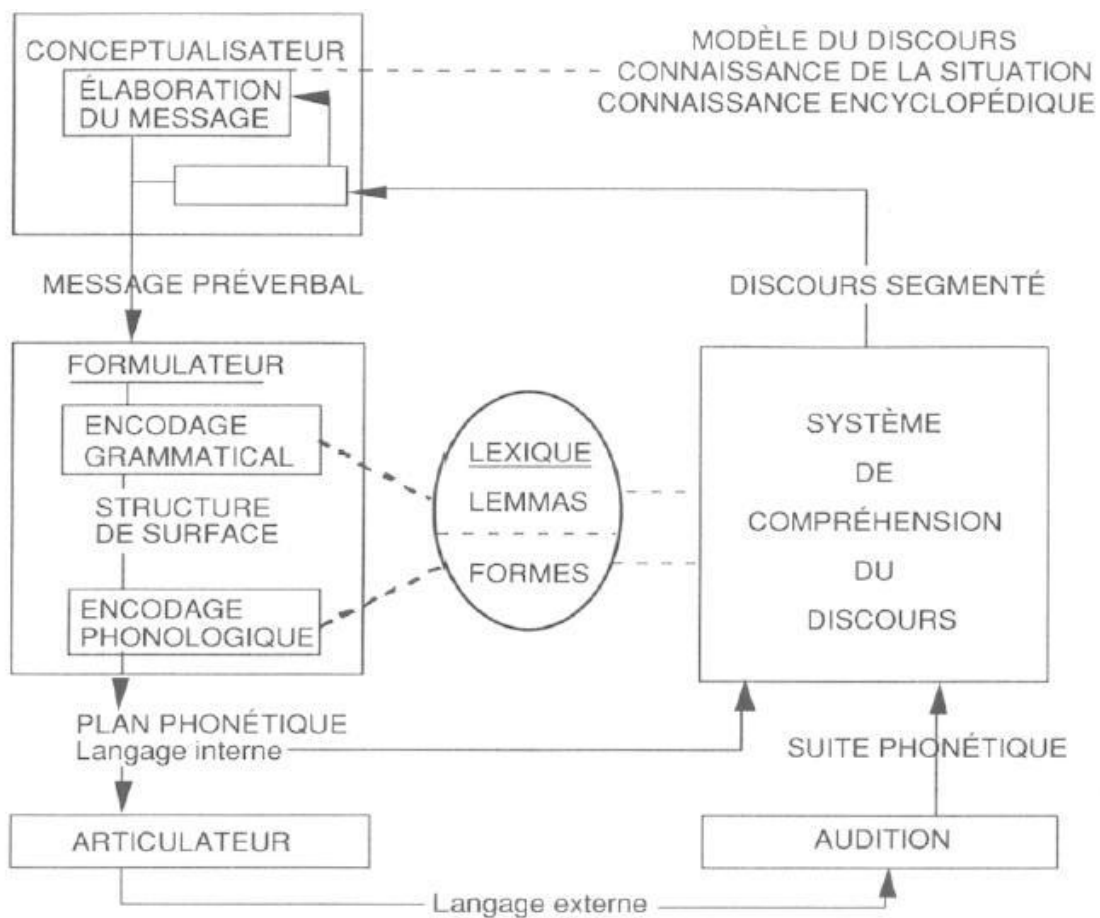 CONCEPTUALISATEUR
ÉLABORATION
DU MESSAGE
MODÈLE DU DISCOURS
CONNAISSANCE DE LA SITUATION
CONNAISSANCE ENCYCLOPÉDIQUE
MESSAGE PRÉVERBAL
DISCOURS SEGMENTÉ
FORMULATEUR
ENCODAGE
GRAMMATICAL
STRUCTURE
DE SURFACE
ENCODAGE
PHONOLOGIQUE
LEXIQUE
LEMMAS
FORMES
SYSTÈME
DE
COMPRÉHENSION
DU
DISCOURS
PLAN PHONÉTIQUE
Langage interne
SUITE PHONÉTIQUE
ARTICULATEUR
AUDITION
Langage externe